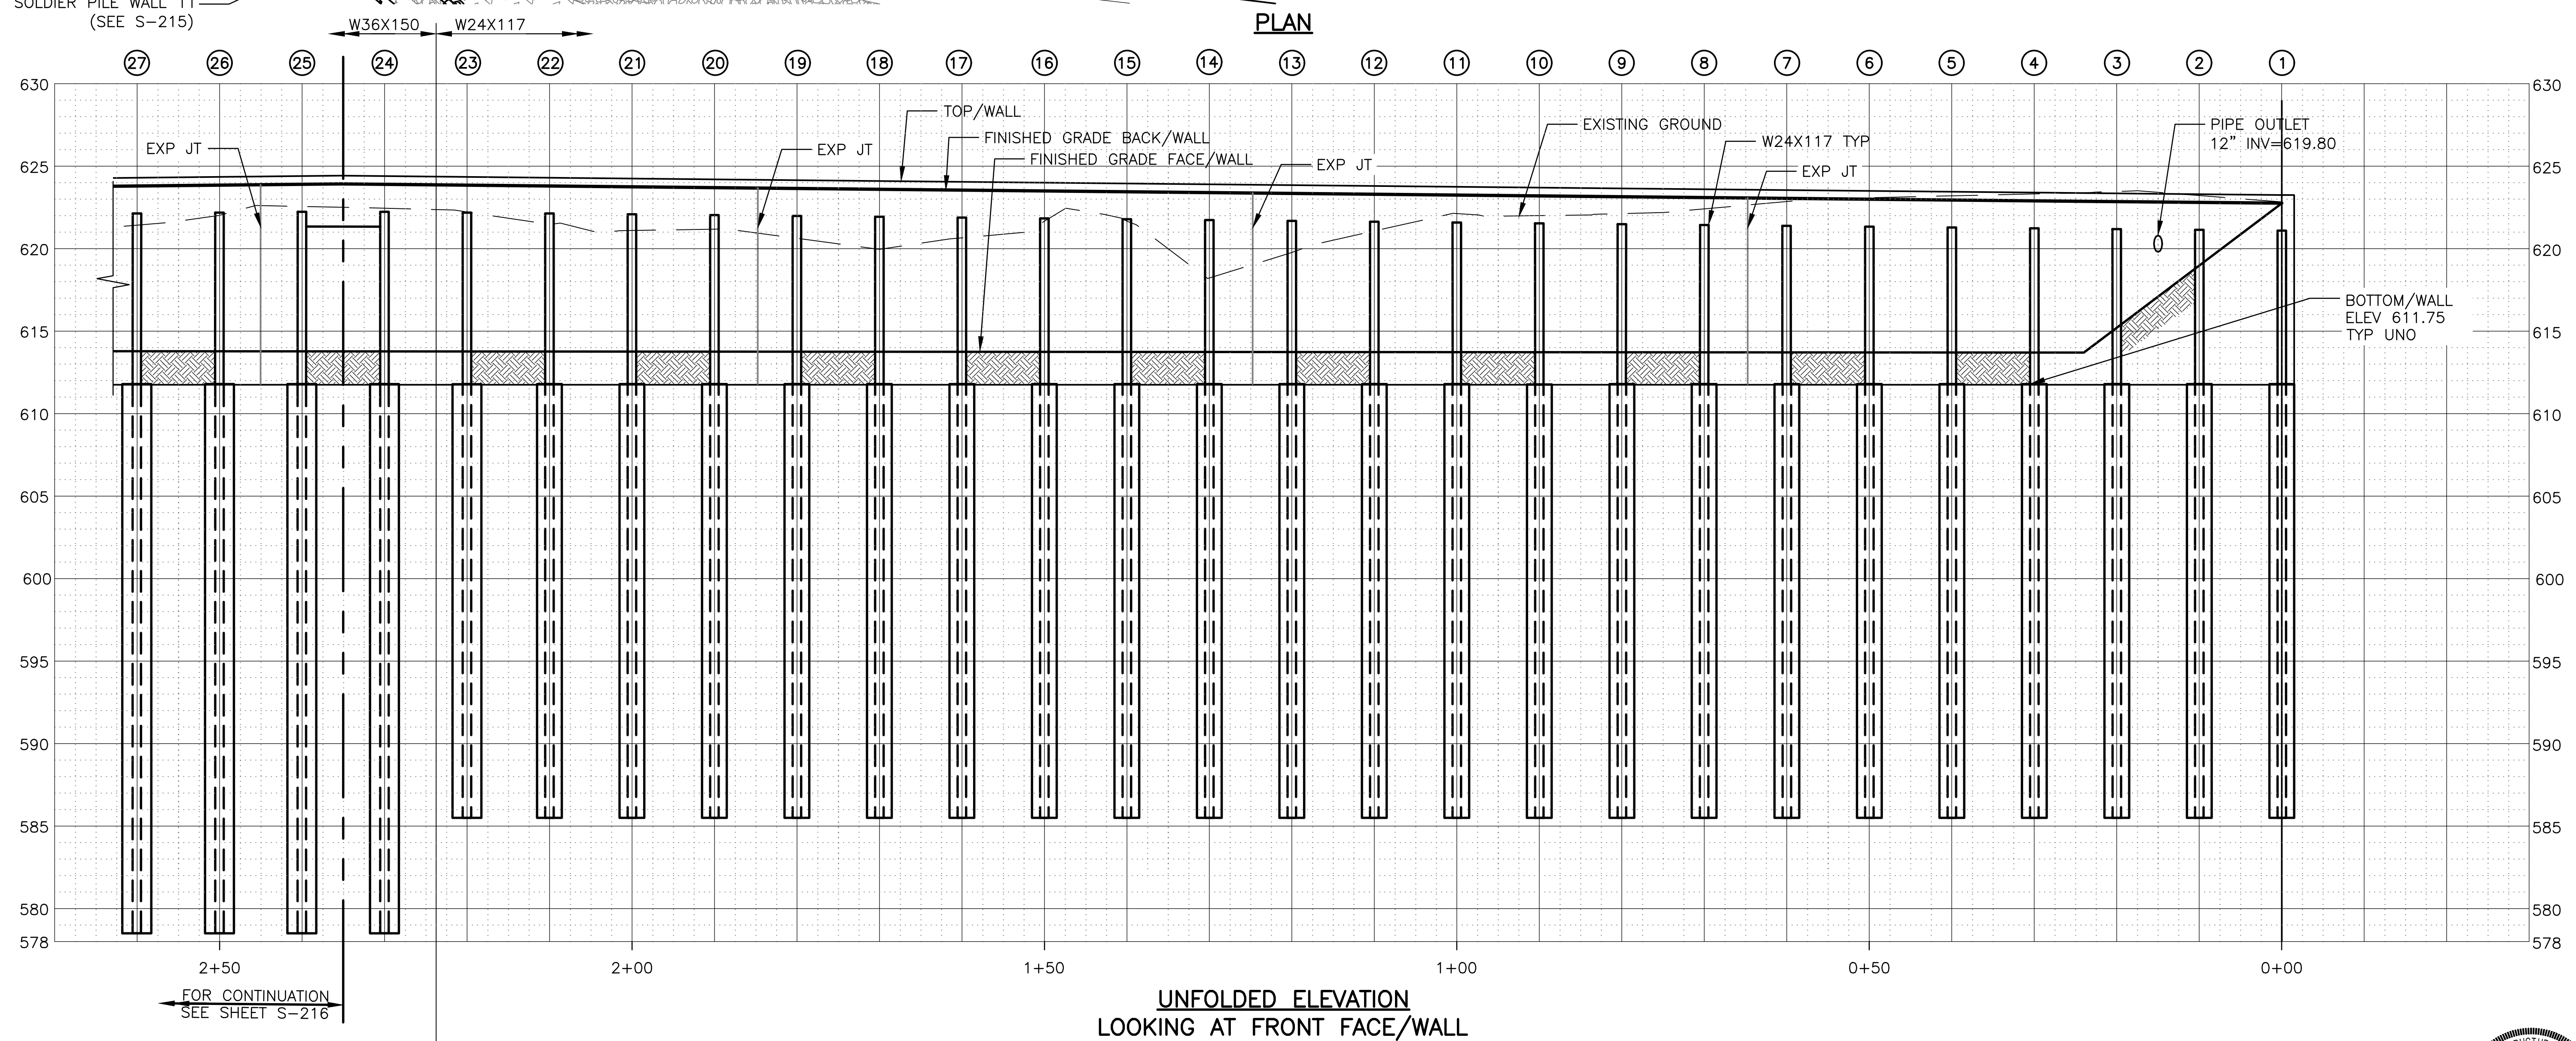 SOLDIER PILE WALL 11
(SEE S-215)
PLAN
W36X150 W24X117
27 26 25 24 23 22 21 20 19 18 17 16 15 14 13 12 11 10 9 8 7 6 5 4 3 2 1
630 630
TOP/WALL
EXISTING GROUND
PIPE OUTLET
12" INV=619.80
FINISHED GRADE BACK/WALL
W24X117 TYP
EXP JT
EXP JT
FINISHED GRADE FACE/WALL
EXP JT
EXP JT
625 625
620 620
BOTTOM/WALL
ELEV 611.75
TYP UNO
615 615
610 610
605 605
600 600
595 595
590 590
585 585
580 580
578 578
2+50 2+00 1+50 1+00 0+50 0+00
FOR CONTINUATION
SEE SHEET S-216
UNFOLDED ELEVATION
LOOKING AT FRONT FACE/WALL